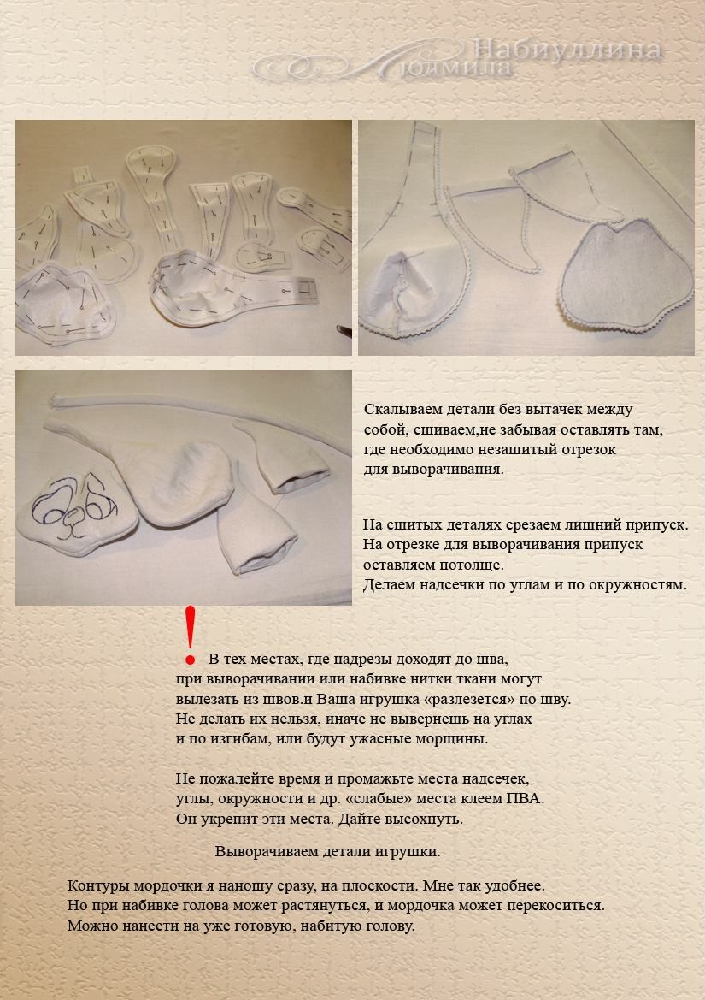 Набиуллина
Людмила
Скалываем детали без вытачек между
собой, сшиваем,не забывая оставлять там,
где необходимо незашитый отрезок
для выворачивания.
На сшитых деталях срезаем лишний припуск.
На отрезке для выворачивания припуск
оставляем потолще.
Делаем надсечки по углам и по окружностям.
! В тех местах, где надрезы доходят до шва,
при выворачивании или набивке нитки ткани могут
вылезать из швов.и Ваша игрушка «разлезется» по шву.
Не делать их нельзя, иначе не вывернешь на углах
и по изгибам, или будут ужасные морщины.
Не пожалейте время и промажьте места надсечек,
углы, окружности и др. «слабые» места клеем ПВА.
Он укрепит эти места. Дайте высохнуть.
Выворачиваем детали игрушки.
Контуры мордочки я наношу сразу, на плоскости. Мне так удобнее.
Но при набивке голова может растянуться, и мордочка может перекоситься.
Можно нанести на уже готовую, набитую голову.